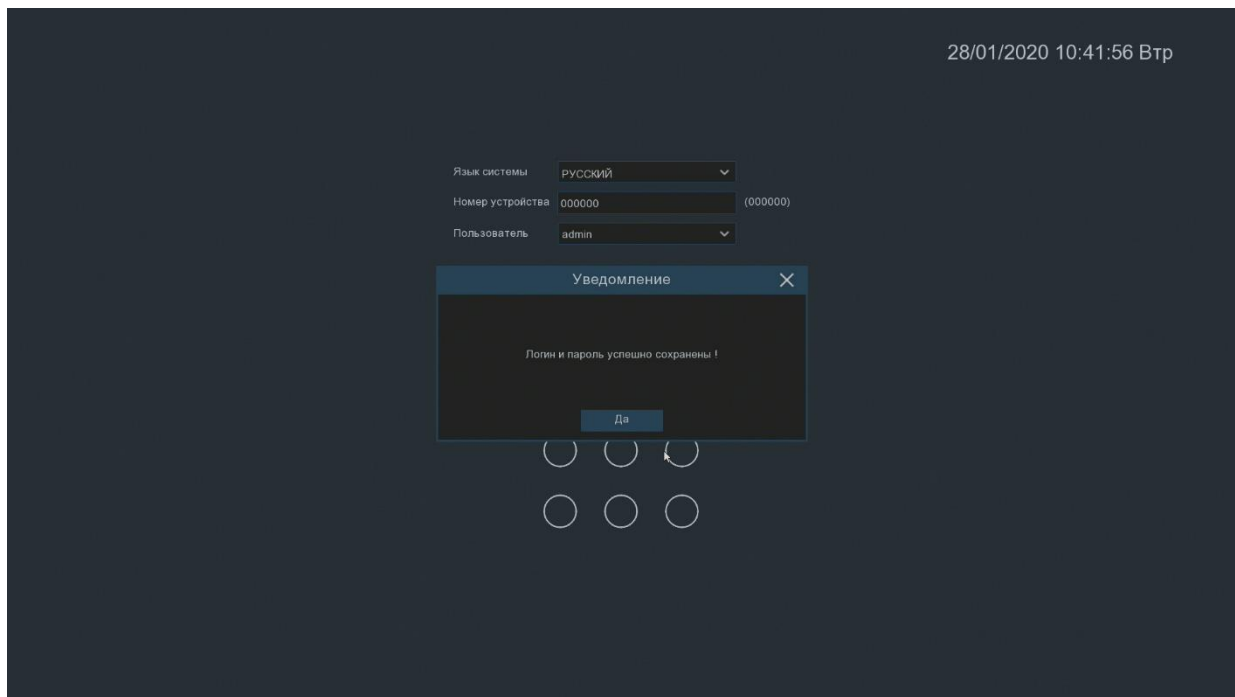 28/01/2020 10:41:56 Втр
Язык системы РУССКИЙ
Номер устройства 000000 (000000)
Пользователь admin
Уведомление
Логин и пароль успешно сохранены !
Да